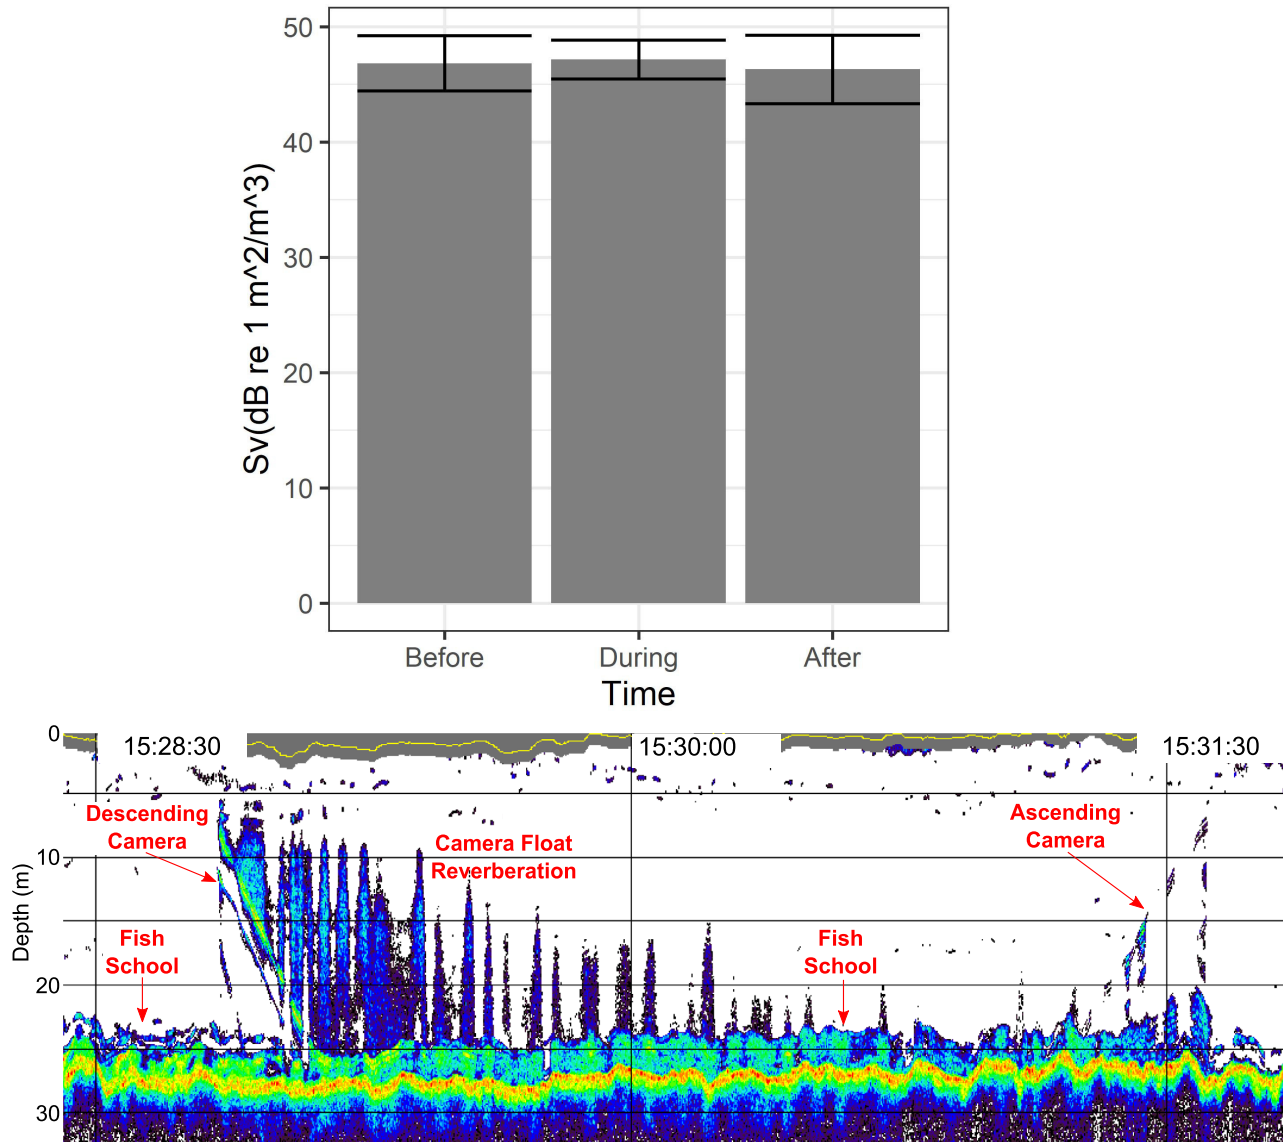 50
40
30
20
10
0
Sv(dB re 1 m^2/m^3)
Before During After
Time
0
15:28:30 15:30:00 15:31:30
Descending
Camera
Camera Float
Reverberation
Ascending
Camera
10
Depth (m)
Fish
School
Fish
School
20
30